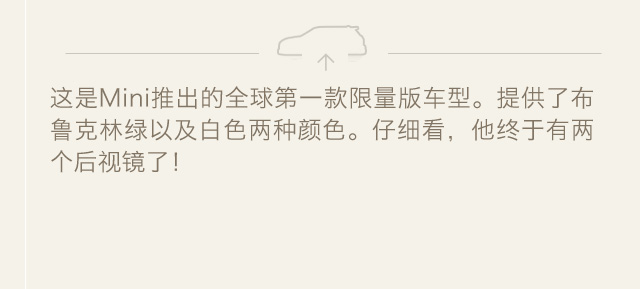 这是Mini推出的全球第一款限量版车型。提供了布
鲁克林绿以及白色两种颜色。仔细看，他终于有两
个后视镜了！